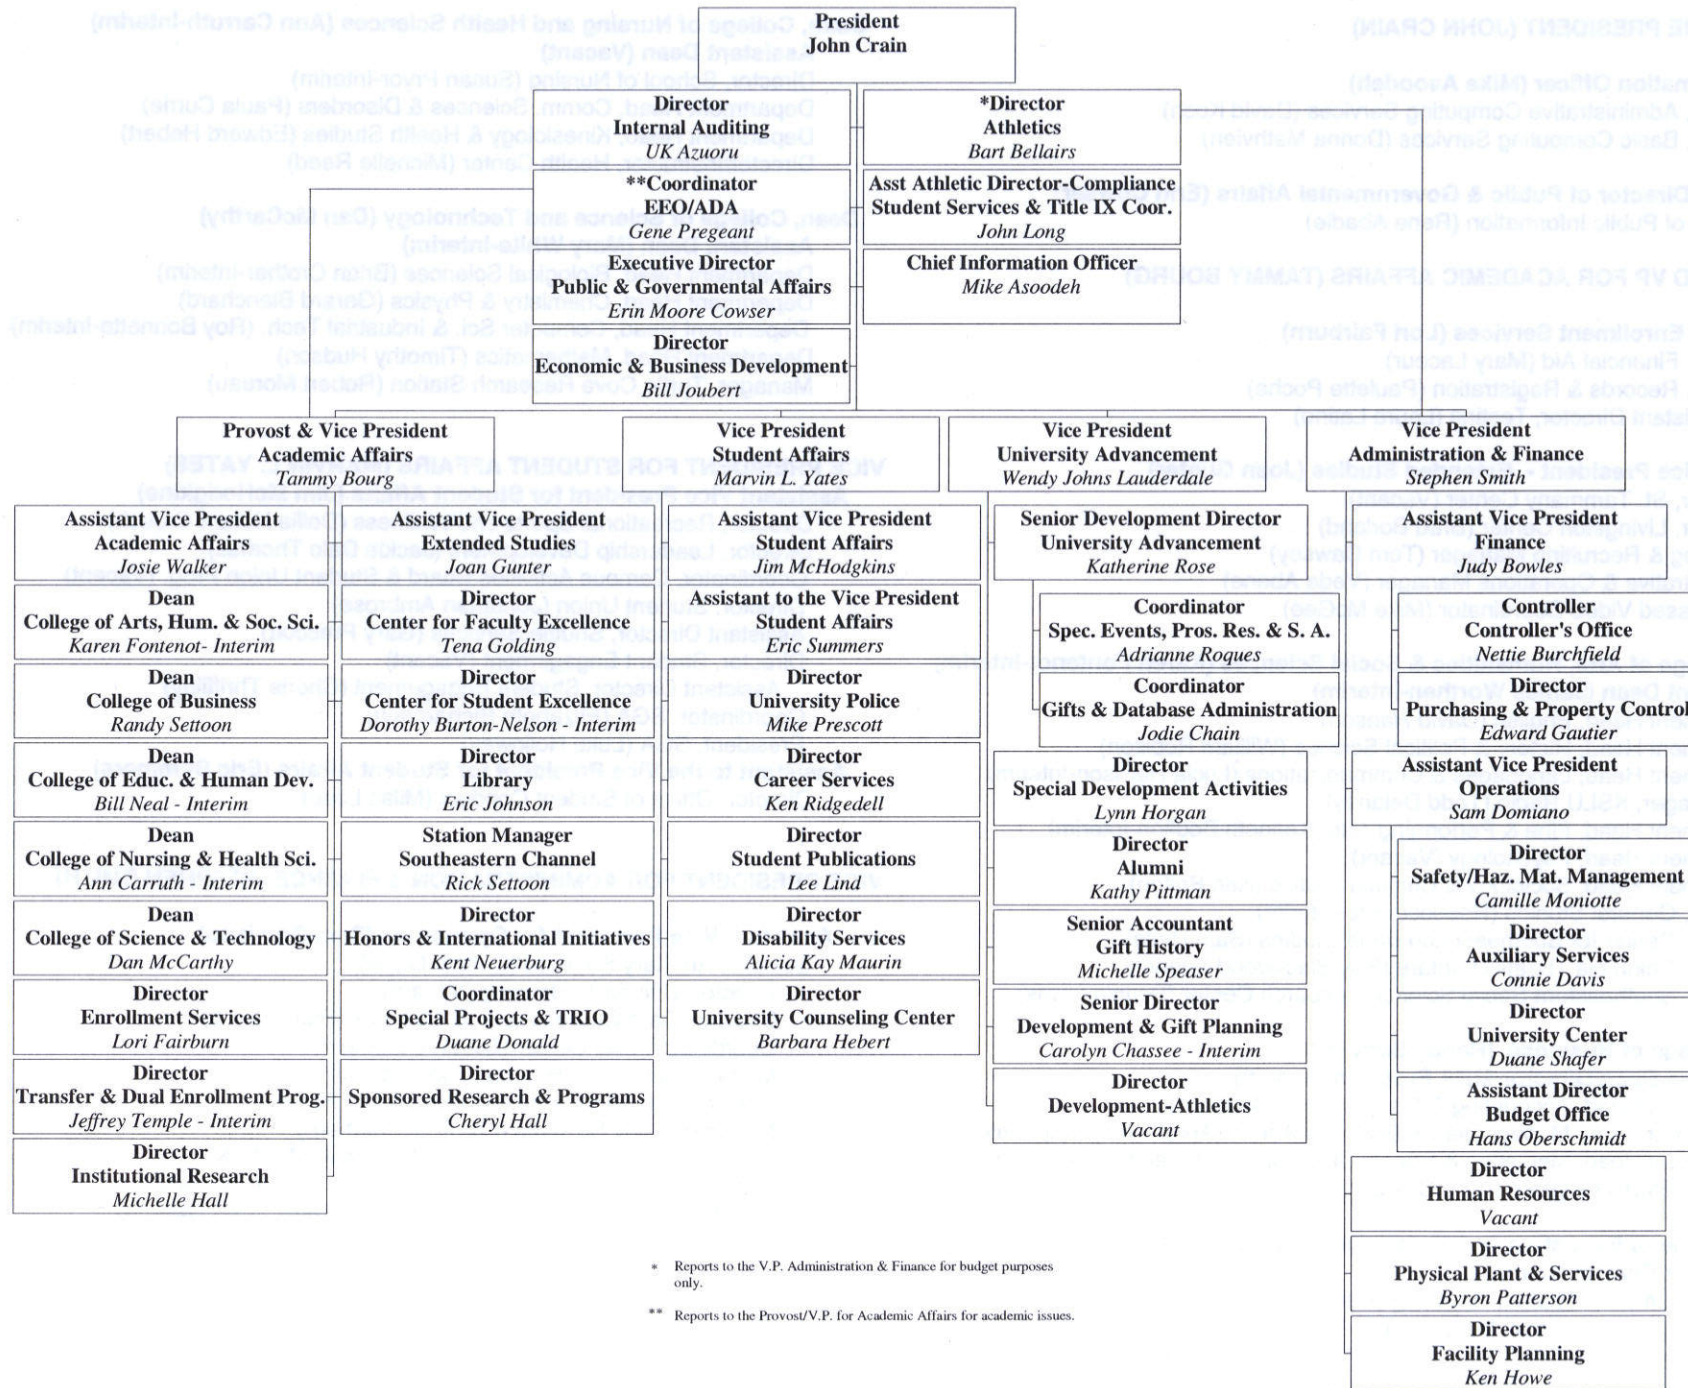 President
John Crain
Director
Internal Auditing
UK Azuoru
*Director
Athletics
Bart Bellairs
**Coordinator
EEO/ADA
Gene Pregeant
Asst Athletic Director-Compliance
Student Services & Title IX Coor.
John Long
Executive Director
Public & Governmental Affairs
Erin Moore Cowser
Chief Information Officer
Mike Asoodeh
Director
Economic & Business Development
Bill Joubert
Provost & Vice President
Academic Affairs
Tammy Bourg
Vice President
Student Affairs
Marvin L. Yates
Vice President
University Advancement
Wendy Johns Lauderdale
Vice President
Administration & Finance
Stephen Smith
Assistant Vice President
Academic Affairs
Josie Walker
Dean
College of Arts, Hum. & Soc. Sci.
Karen Fontenot- Interim
Dean
College of Business
Randy Settoon
Dean
College of Educ & Human Dev.
Bill Neal - Interim
Dean
College of Nursing & Health Sci.
Ann Carruth - Interim
Dean
College of Science & Technology
Dan McCarthy
Director
Enrollment Services
Lori Fairburn
Director
Transfer & Dual Enrollment Prog.
Jeffrey Temple - Interim
Director
Institutional Research
Michelle Hall
Assistant Vice President
Extended Studies
Joan Gunter
Director
Center for Faculty Excellence
Tena Golding
Director
Center for Student Excellence
Dorothy Burton-Nelson - Interim
Director
Library
Eric Johnson
Station Manager
Southeastern Channel
Rick Settoon
Director
Honors & International Initiatives
Kent Neuerburg
Coordinator
Special Projects & TRIO
Duane Donald
Director
Sponsored Research & Programs
Cheryl Hall
Assistant Vice President
Student Affairs
Jim McHodgkins
Assistant to the Vice President
Student Affairs
Eric Summers
Director
University Police
Mike Prescott
Director
Career Services
Ken Ridgedell
Director
Student Publications
Lee Lind
Director
Disability Services
Alicia Kay Maurin
Director
University Counseling Center
Barbara Hebert
Senior Development Director
University Advancement
Katherine Rose
Coordinator
Spec. Events, Pros. Res. & S. A.
Adrianne Roques
Coordinator
Gifts & Database Administration
Jodie Chain
Director
Special Development Activities
Lynn Horgan
Director
Alumni
Kathy Pittman
Senior Accountant
Gift History
Michelle Speaser
Senior Director
Development & Gift Planning
Carolyn Chassee - Interim
Director
Development-Athletics
Vacant
Assistant Vice President
Finance
Judy Bowles
Controller
Controller's Office
Nettie Burchfield
Director
Purchasing & Property Control
Edward Gautier
Assistant Vice President
Operations
Sam Domiano
Director
Safety/Haz. Mat. Management
Camille Moniotte
Director
Auxiliary Services
Connie Davis
Director
University Center
Duane Shafer
Assistant Director
Budget Office
Hans Oberschmidt
Director
Human Resources
Vacant
Director
Physical Plant & Services
Byron Patterson
Director
Facility Planning
Ken Howe
* Reports to the V.P. Administration & Finance for budget purposes
only.
** Reports to the Provost/V.P. for Academic Affairs for academic issues.